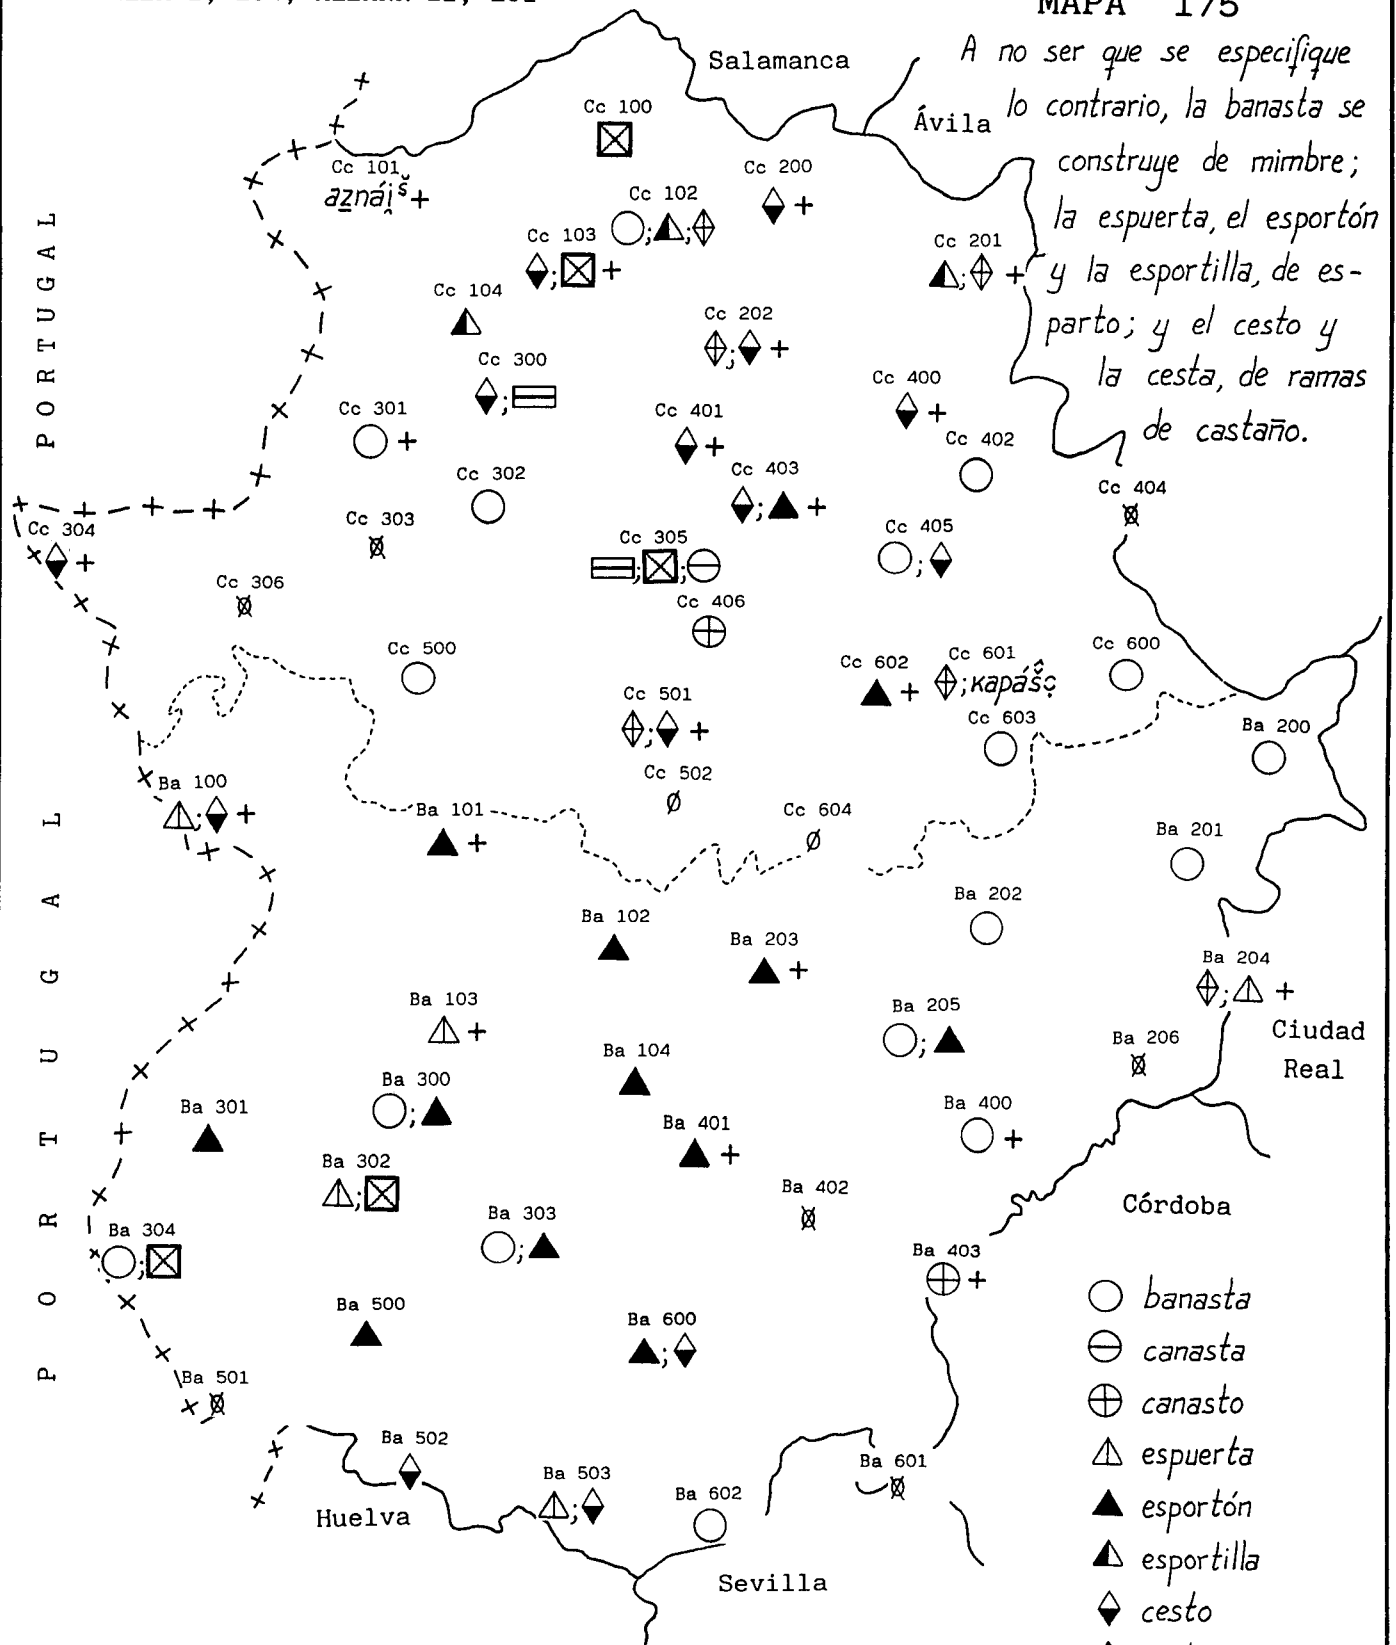 MAPA 175
A no ser que se especifique
lo contrario, la banasta se
construye de mimbre;
la espuerta, el esportón
y la esportilla, de es-
parto; y el cesto y
la cesta, de ramas
de castaño.
Salamanca
Ávila
PORTUGAL
PORTUGAL
Cc 100
Cc 101
+
Cc 200
+
Cc 102
; ;
Cc 103
; +
Cc 201
; +
Cc 104
Cc 202
; +
Cc 300
;
Cc 400
+
Cc 301
+
Cc 401
+
Cc 402
Cc 302
Cc 403
; +
Cc 404
Cc 303
Cc 304
+
Cc 305
; ;
Cc 405
;
Cc 306
Cc 406
Cc 500
Cc 602
+
Cc 601
;
Cc 600
Cc 501
; +
Cc 603
Ba 200
Cc 502
Ba 100
; +
Ba 101
+
Cc 604
Ba 201
Ba 202
Ba 102
Ba 203
+
Ba 204
; +
Ciudad
Real
Ba 103
+
Ba 205
;
Ba 206
Ba 104
Ba 300
;
Ba 301
Ba 400
+
Ba 401
+
Ba 302
;
Ba 402
Córdoba
Ba 303
;
Ba 304
;
Ba 403
+
Ba 500
Ba 600
;
Ba 501
Ba 502
Ba 503
;
Ba 601
Ba 602
Huelva
Sevilla
banasta
canasta
canasto
espuerta
esportón
esportilla
cesto